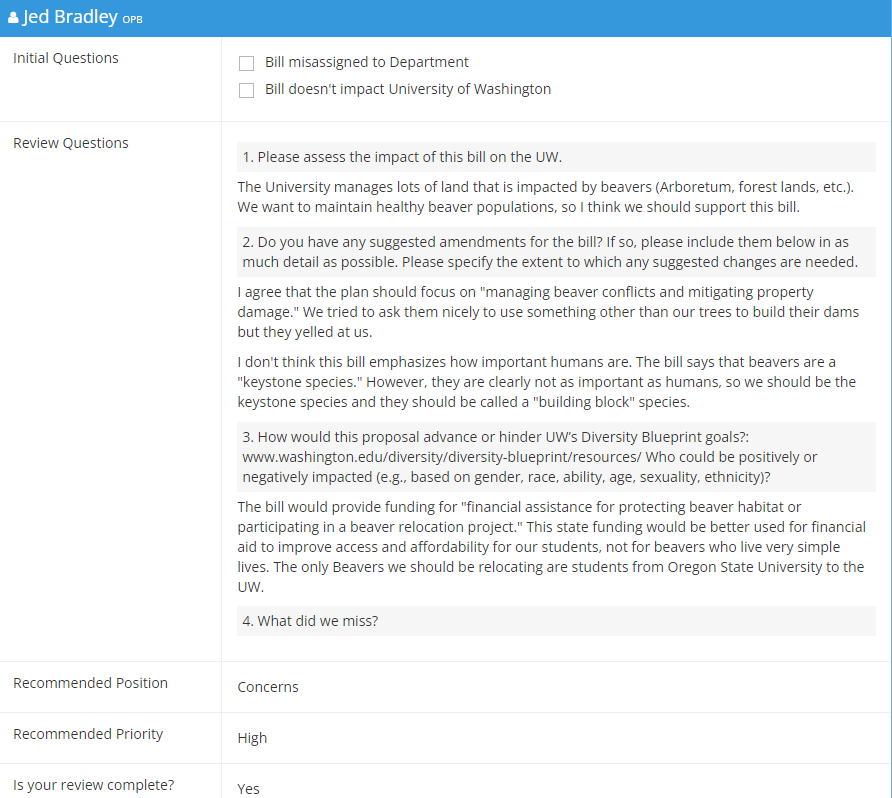 Jed Bradley OPB
Initial Questions
Bill misassigned to Department
Bill doesn't impact University of Washington
Review Questions
1. Please assess the impact of this bill on the UW.
The University manages lots of land that is impacted by beavers (Arboretum, forest lands, etc.).
We want to maintain healthy beaver populations, so I think we should support this bill.
2. Do you have any suggested amendments for the bill? If so, please include them below in as
much detail as possible. Please specify the extent to which any suggested changes are needed.
I agree that the plan should focus on "managing beaver conflicts and mitigating property
damage." We tried to ask them nicely to use something other than our trees to build their dams
but they yelled at us.
I don't think this bill emphasizes how important humans are. The bill says that beavers are a
"keystone species." However, they are clearly not as important as humans, so we should be the
keystone species and they should be called a "building block" species.
3. How would this proposal advance or hinder UW's Diversity Blueprint goals?:
www.washington.edu/diversity/diversity-blueprint/resources/ Who could be positively or
negatively impacted (e.g., based on gender, race, ability, age, sexuality, ethnicity)?
The bill would provide funding for "financial assistance for protecting beaver habitat or
participating in a beaver relocation project." This state funding would be better used for financial
aid to improve access and affordability for our students, not for beavers who live very simple
lives. The only Beavers we should be relocating are students from Oregon State University to the
UW.
4. What did we miss?
Recommended Position
Concerns
Recommended Priority
High
Is your review complete?
Yes